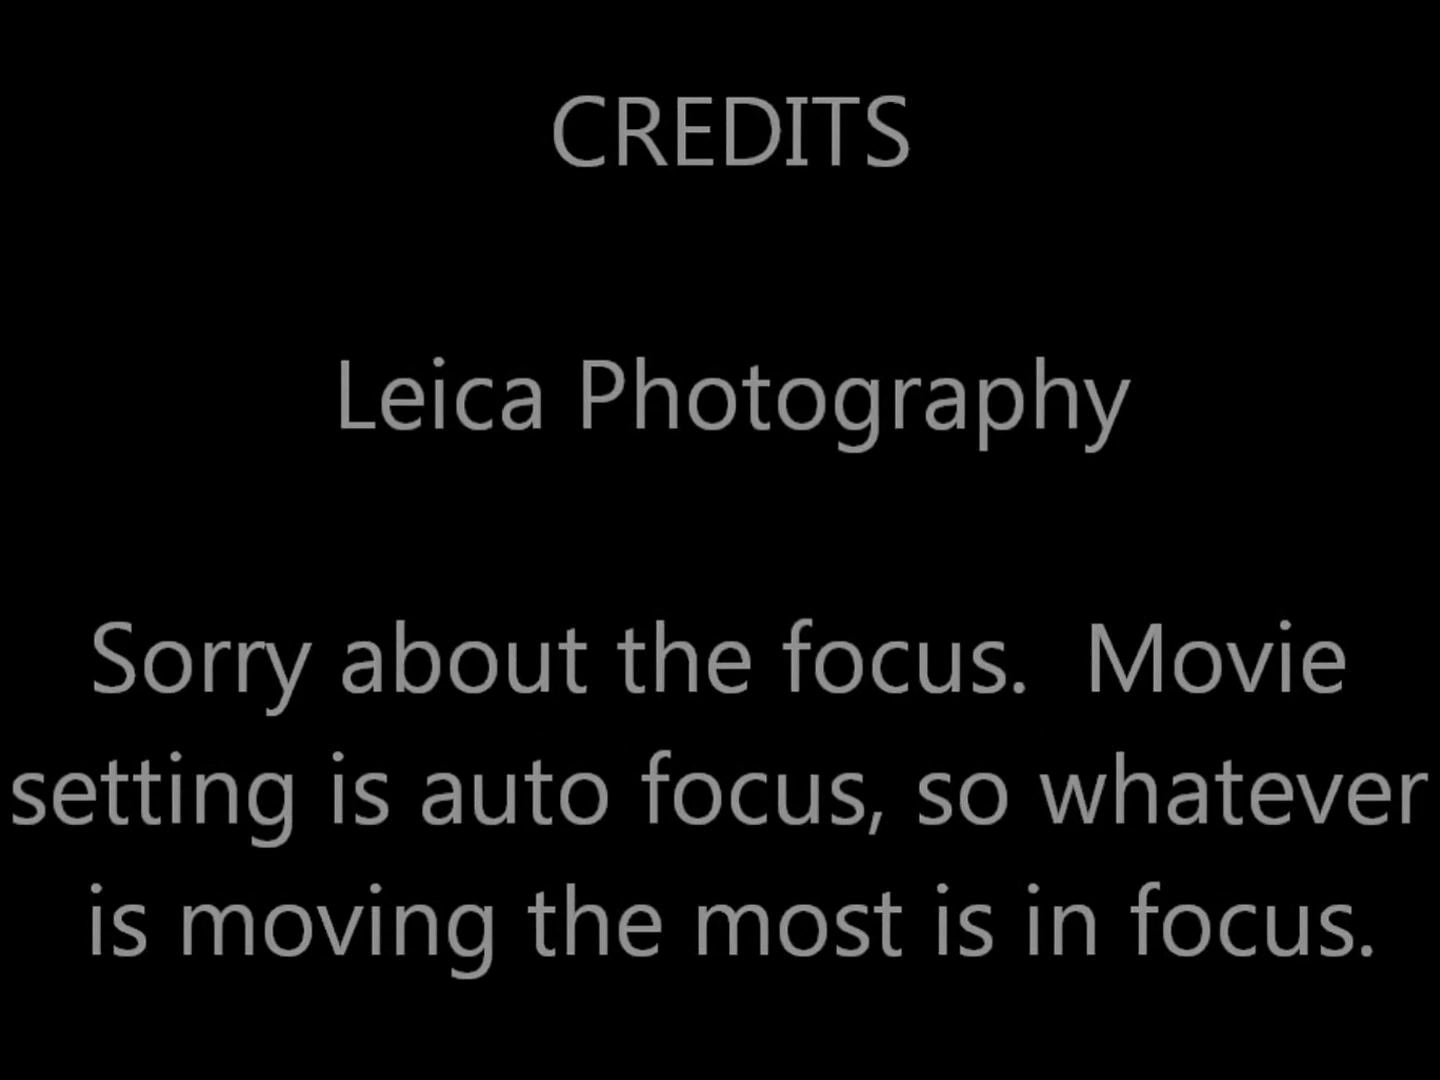 CREDITS
Leica Photography
Sorry about the focus.  Movie
setting is auto focus, so whatever
is moving the most is in focus.